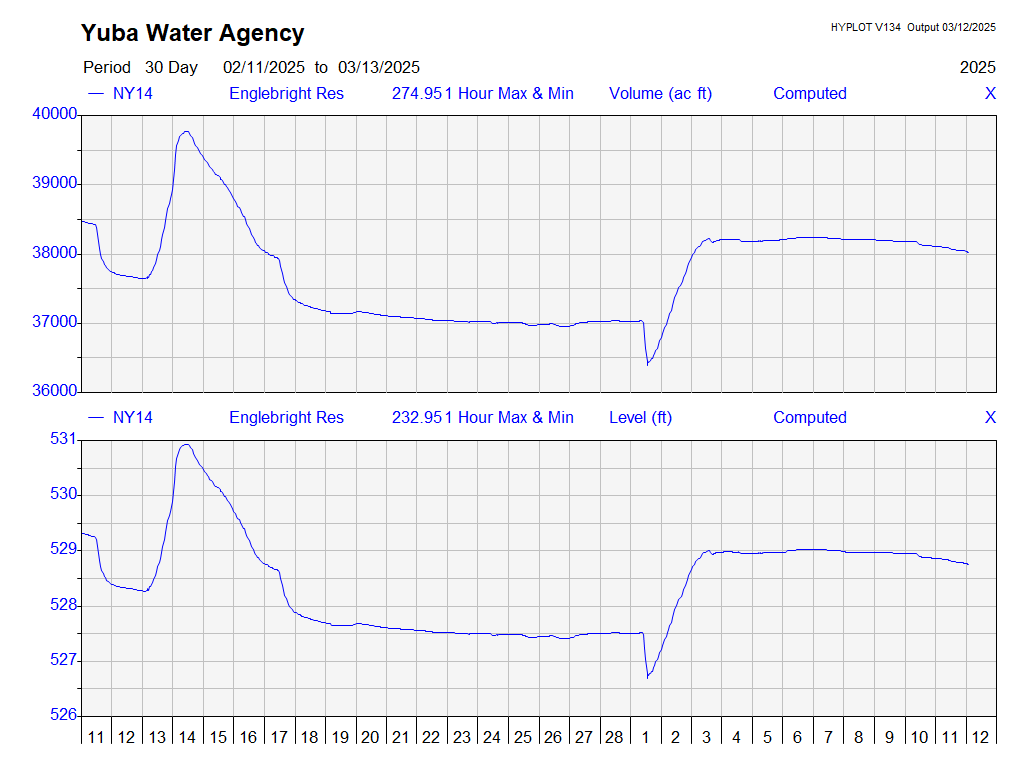 Yuba Water Agency
HYPLOT V134 Output 03/12/2025
Period 30 Day 02/11/2025 to 03/13/2025 2025
NY14 Englebright Res 274.951 Hour Max & Min Volume (ac ft) Computed X
40000
39000
38000
37000
36000
NY14 Englebright Res 232.951 Hour Max & Min Level (ft) Computed X
531
530
529
528
527
526
11 12 13 14 15 16 17 18 19 20 21 22 23 24 25 26 27 28 1 2 3 4 5 6 7 8 9 10 11 12